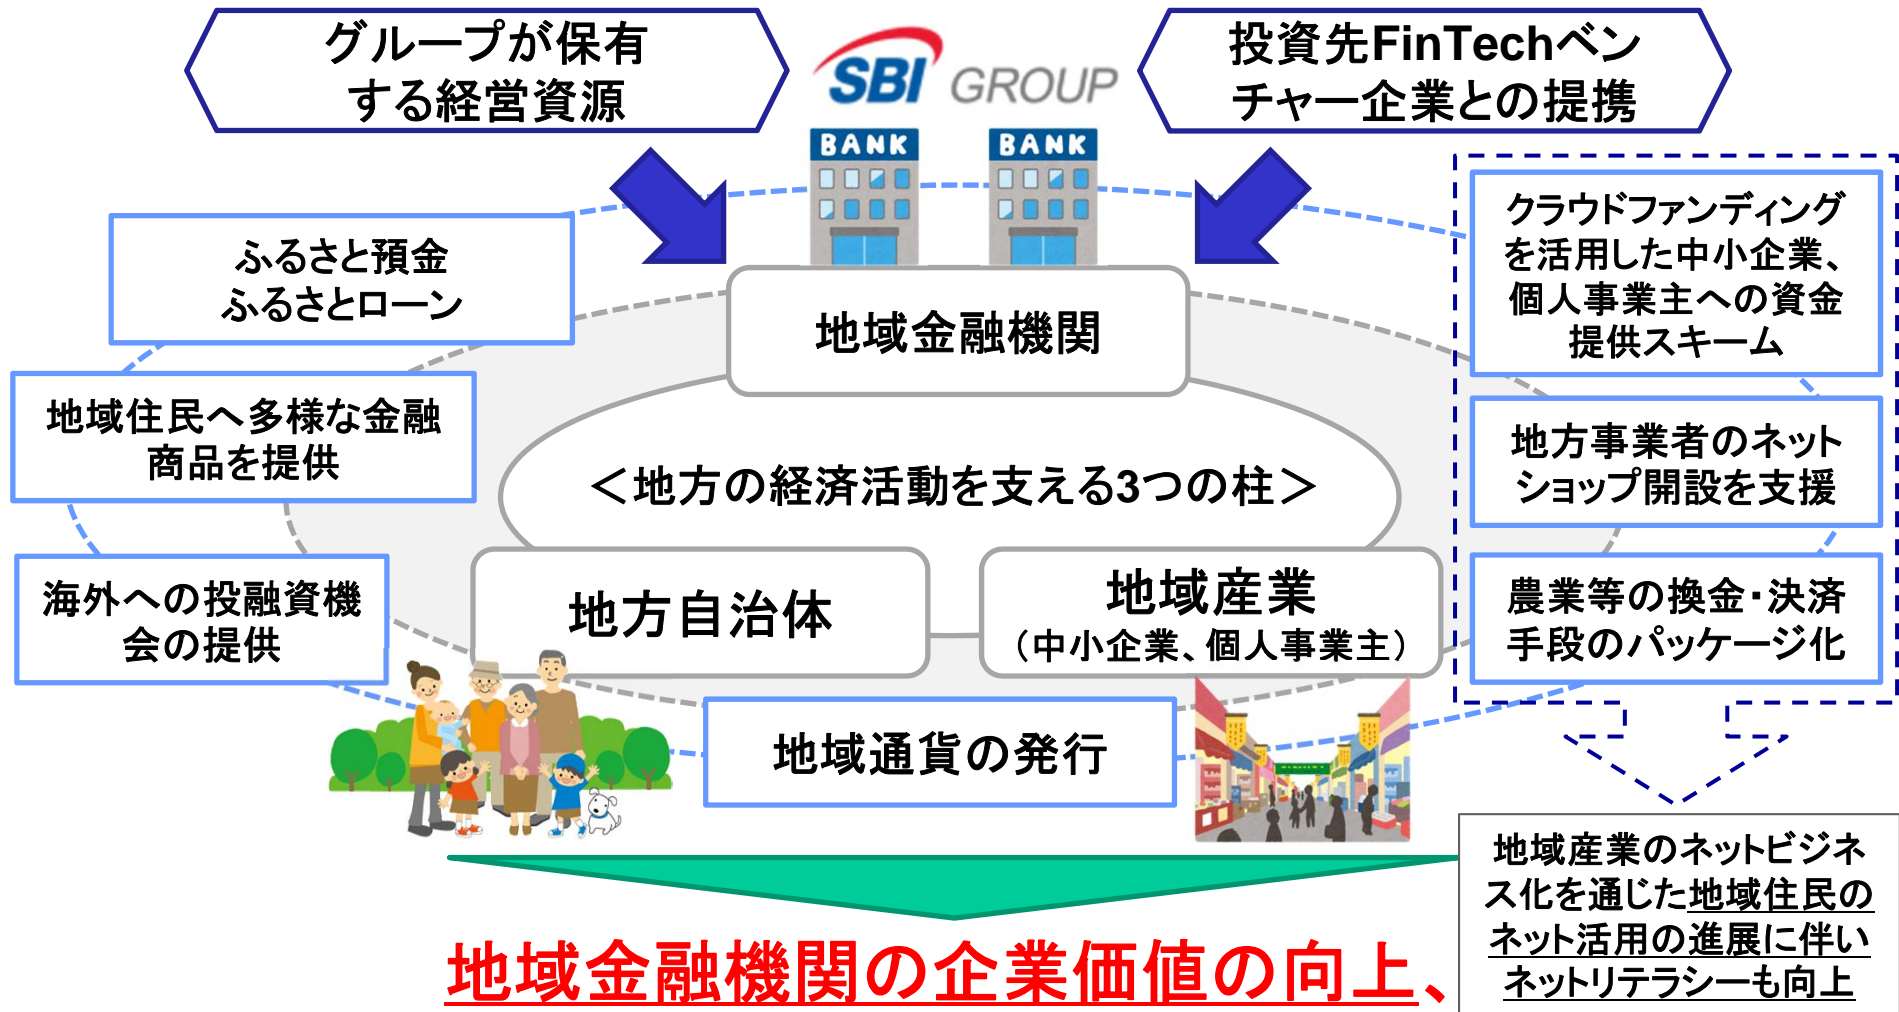 グループが保有
する経営資源
SBI GROUP
投資先FinTechベン
チャー企業との提携
BANK
BANK
ふるさと預金
ふるさとローン
地域住民へ多様な金融
商品を提供
海外への投融資機
会の提供
地域金融機関
＜地方の経済活動を支える3つの柱＞
地方自治体
地域産業
（中小企業、個人事業主）
地域通貨の発行
クラウドファンディング
を活用した中小企業、
個人事業主への資金
提供スキーム
地方事業者のネット
ショップ開設を支援
農業等の換金・決済
手段のパッケージ化
地域産業のネットビジネ
ス化を通じた地域住民の
ネット活用の進展に伴い
ネットリテラシーも向上
地域金融機関の企業価値の向上、